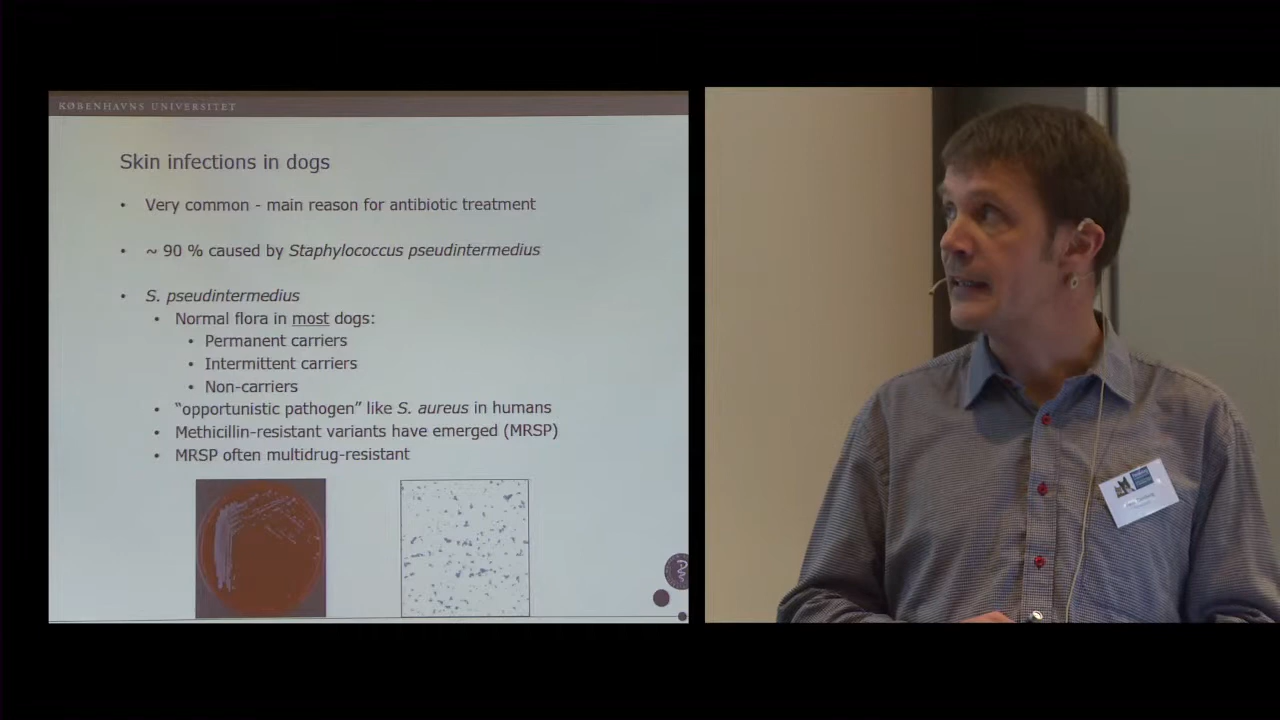 KØBENHAVNS UNIVERSITET
Skin infections in dogs
• Very common - main reason for antibiotic treatment
• ~ 90 % caused by Staphylococcus pseudintermedius
• S. pseudintermedius
• Normal flora in most dogs:
• Permanent carriers
• Intermittent carriers
• Non-carriers
• “opportunistic pathogen” like S. aureus in humans
• Methicillin-resistant variants have emerged (MRSP)
• MRSP often multidrug-resistant